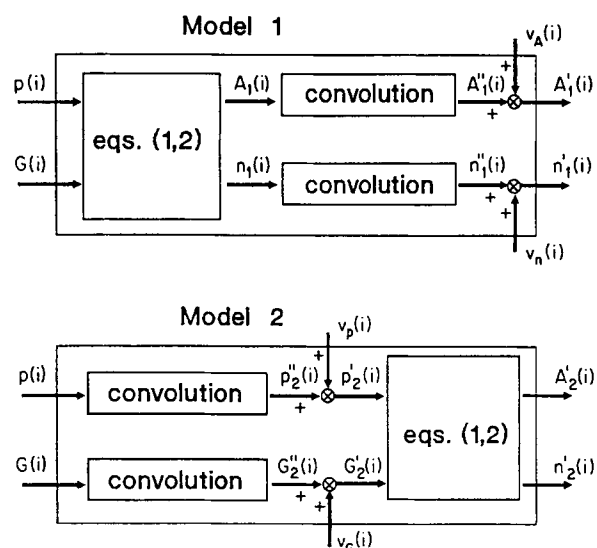 Model 1
v_A(i)
+
p(i)
A_1(i)
convolution
A''_1(i)
A'_1(i)
+
eqs. (1,2)
G(i)
n_1(i)
convolution
n''_1(i)
n'_1(i)
+
+
v_n(i)
Model 2
v_p(i)
+
p(i)
convolution
p''_2(i)
p'_2(i)
A'_2(i)
+
eqs. (1,2)
G(i)
convolution
G''_2(i)
G'_2(i)
n'_2(i)
+
+